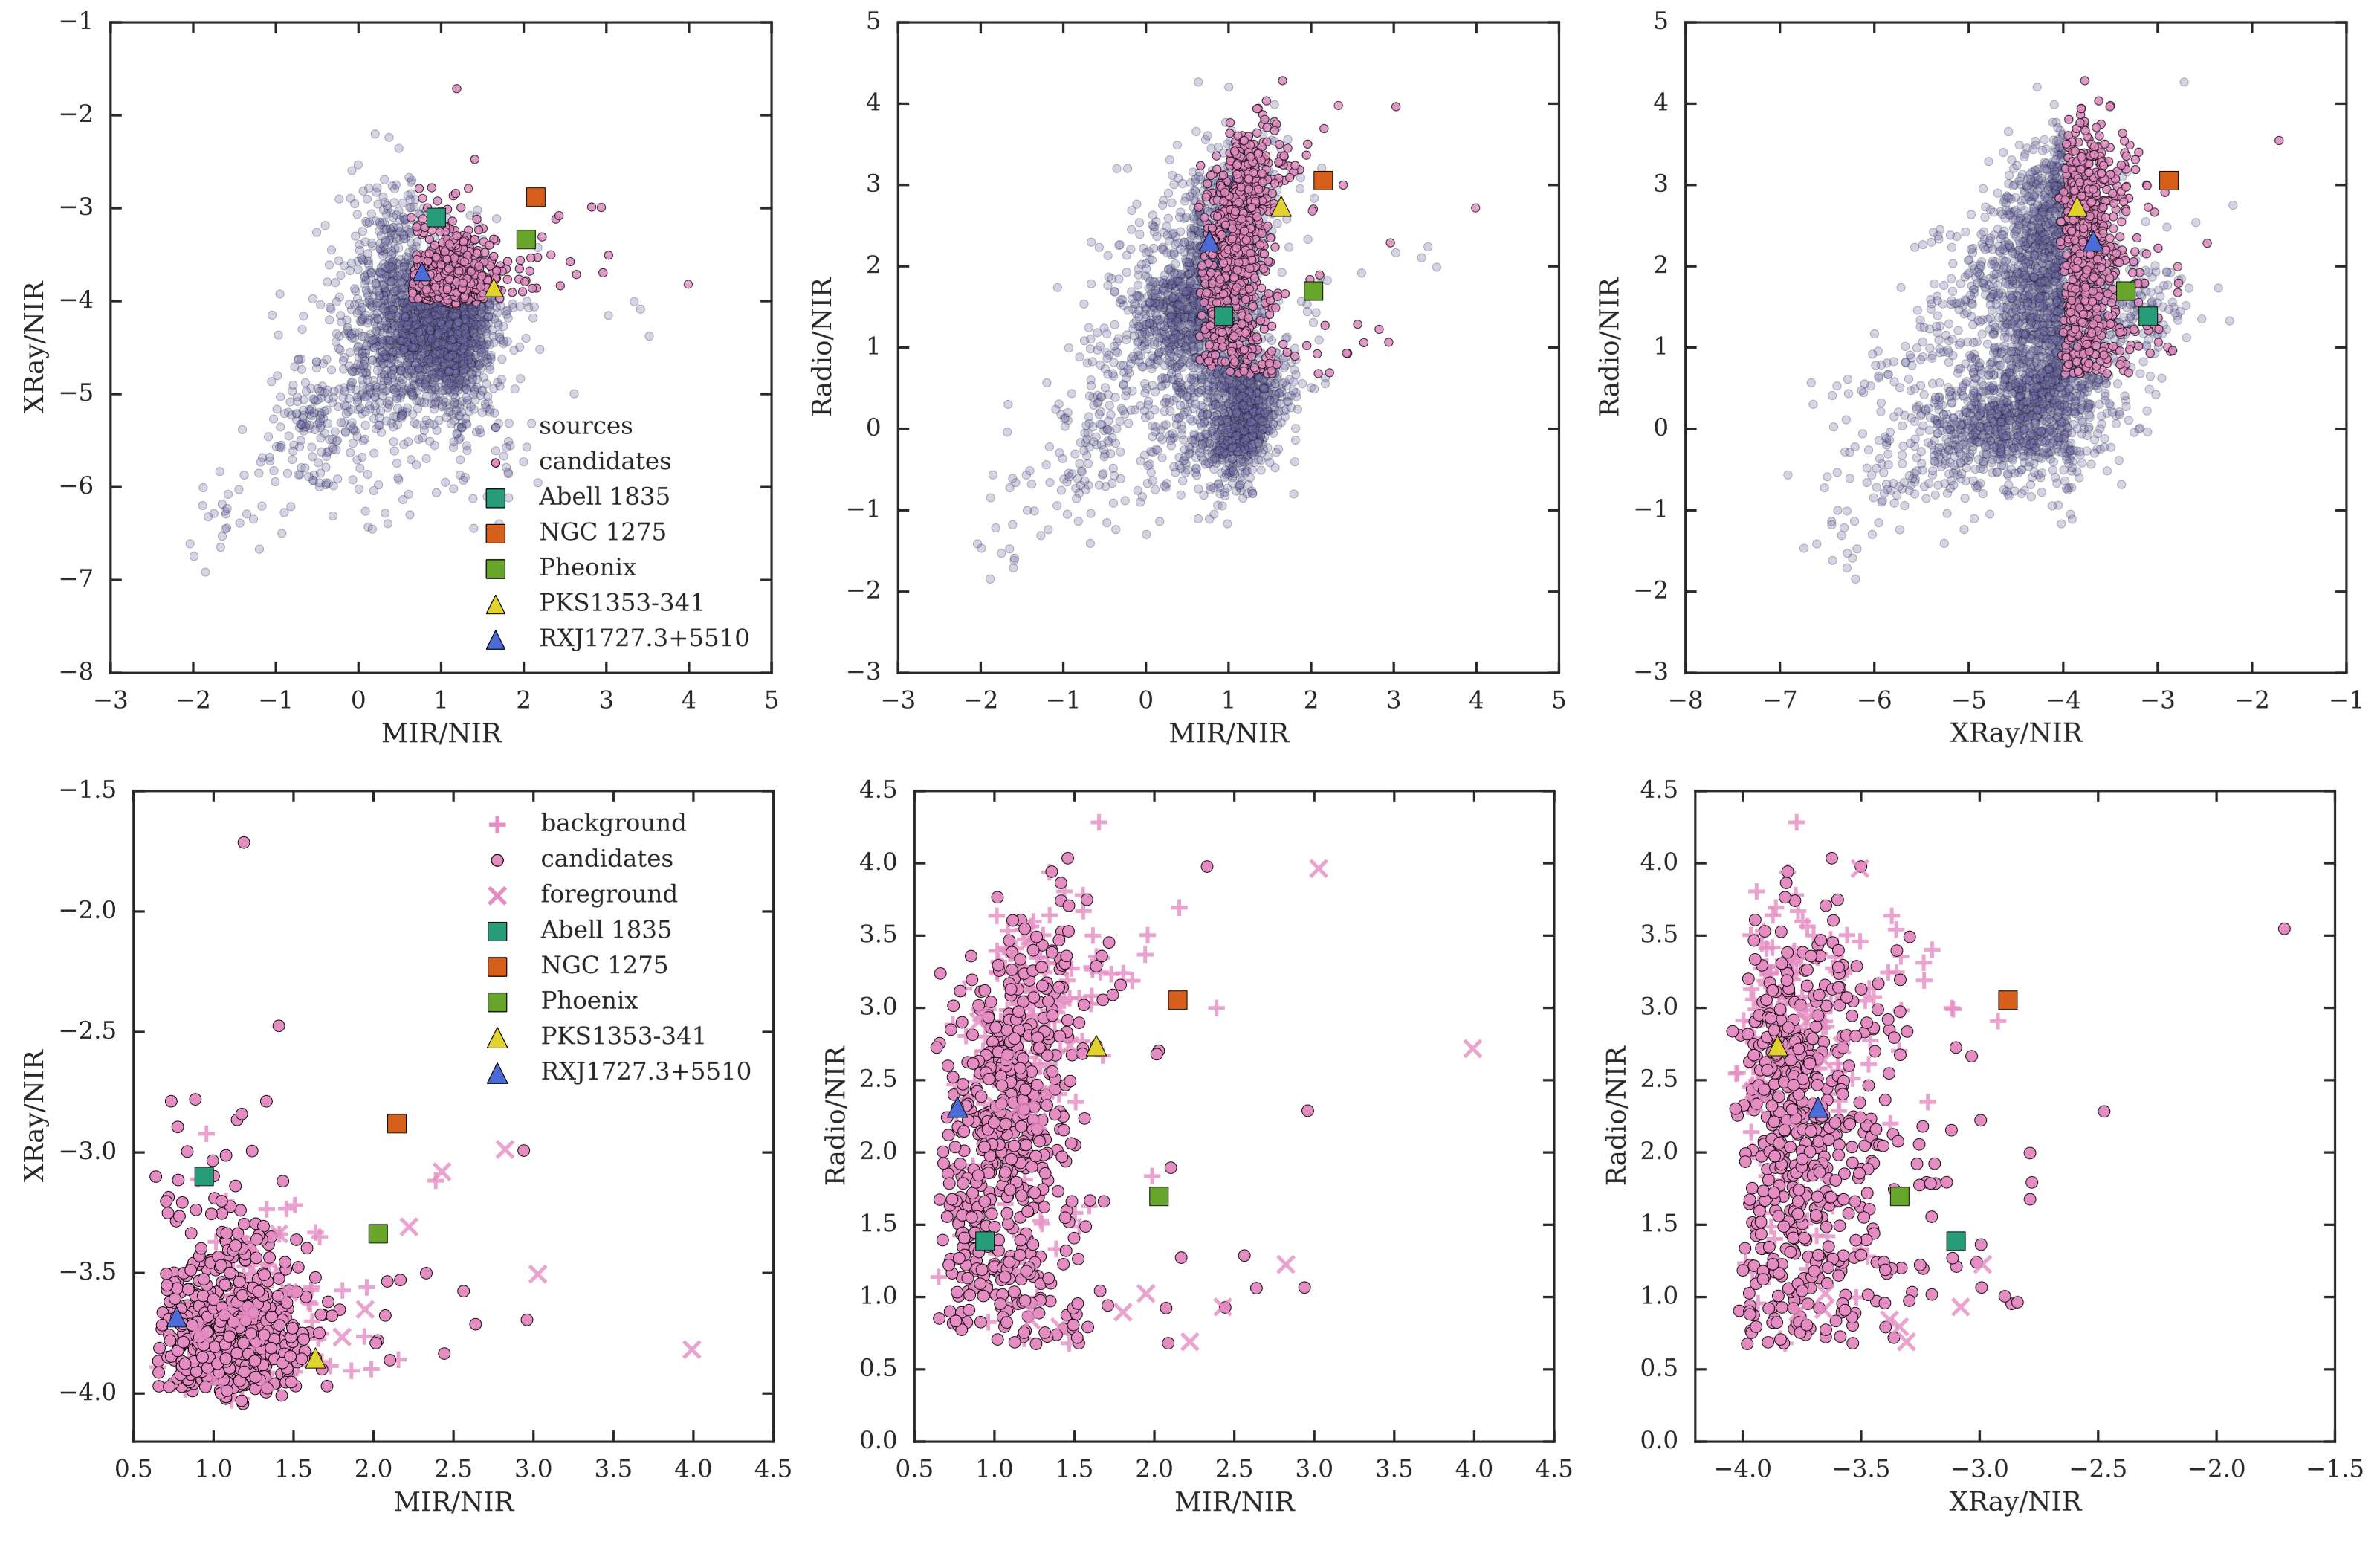 −1
−2
−3
−4
−5
−6
−7
−8
XRay/NIR
−3 −2 −1 0 1 2 3 4 5
MIR/NIR
sources
candidates
Abell 1835
NGC 1275
Pheonix
PKS1353-341
RXJ1727.3+5510
5
4
3
2
1
0
−1
−2
−3
Radio/NIR
−3 −2 −1 0 1 2 3 4 5
MIR/NIR
5
4
3
2
1
0
−1
−2
−3
Radio/NIR
−8 −7 −6 −5 −4 −3 −2 −1
XRay/NIR
−1.5
−2.0
−2.5
−3.0
−3.5
−4.0
XRay/NIR
0.5 1.0 1.5 2.0 2.5 3.0 3.5 4.0 4.5
MIR/NIR
background
candidates
foreground
Abell 1835
NGC 1275
Phoenix
PKS1353-341
RXJ1727.3+5510
4.5
4.0
3.5
3.0
2.5
2.0
1.5
1.0
0.5
0.0
Radio/NIR
0.5 1.0 1.5 2.0 2.5 3.0 3.5 4.0 4.5
MIR/NIR
4.5
4.0
3.5
3.0
2.5
2.0
1.5
1.0
0.5
0.0
Radio/NIR
−4.0 −3.5 −3.0 −2.5 −2.0 −1.5
XRay/NIR